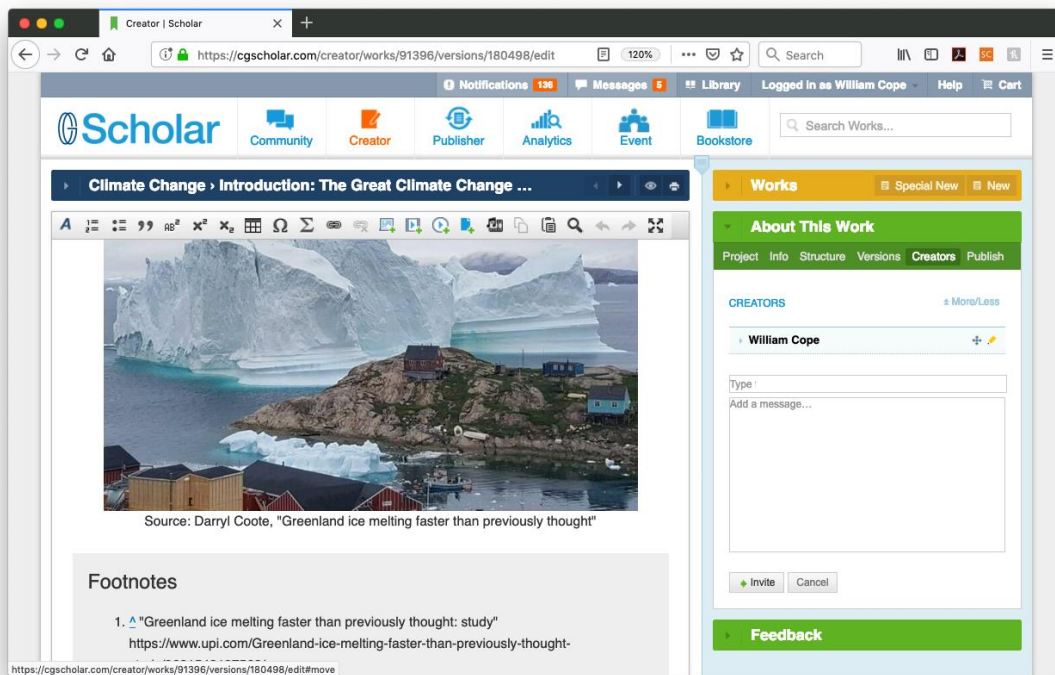 Creator | Scholar
https://cgscholar.com/creator/works/91396/versions/180498/edit
120%
Search
Notifications 136 Messages 5 Library Logged in as William Cope Help Cart
Scholar
Community Creator Publisher Analytics Event Bookstore
Search Works...
Climate Change › Introduction: The Great Climate Change ...
Works Special New New
About This Work
Project Info Structure Versions Creators Publish
CREATORS ± More/Less
William Cope
Type
Add a message...
Invite Cancel
Feedback
Source: Darryl Coote, "Greenland ice melting faster than previously thought"
Footnotes
1. ^ "Greenland ice melting faster than previously thought: study"
https://www.upi.com/Greenland-ice-melting-faster-than-previously-thought-
https://cgscholar.com/creator/works/91396/versions/180498/edit#move